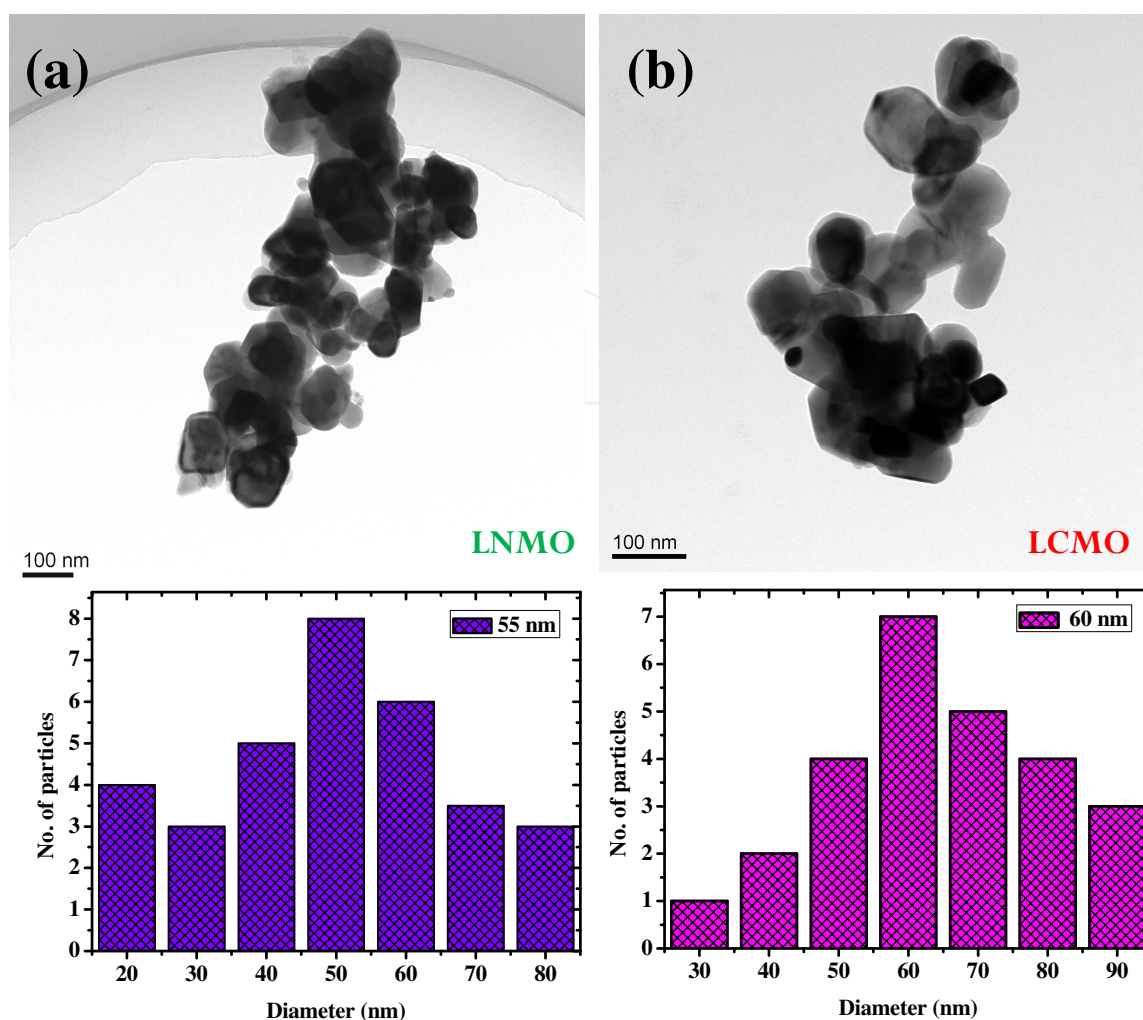 (a)
LNMO
100 nm
(b)
LCMO
100 nm
55 nm
8
7
6
5
4
3
2
1
0
No. of particles
20 30 40 50 60 70 80
Diameter (nm)
60 nm
7
6
5
4
3
2
1
0
No. of particles
30 40 50 60 70 80 90
Diameter (nm)